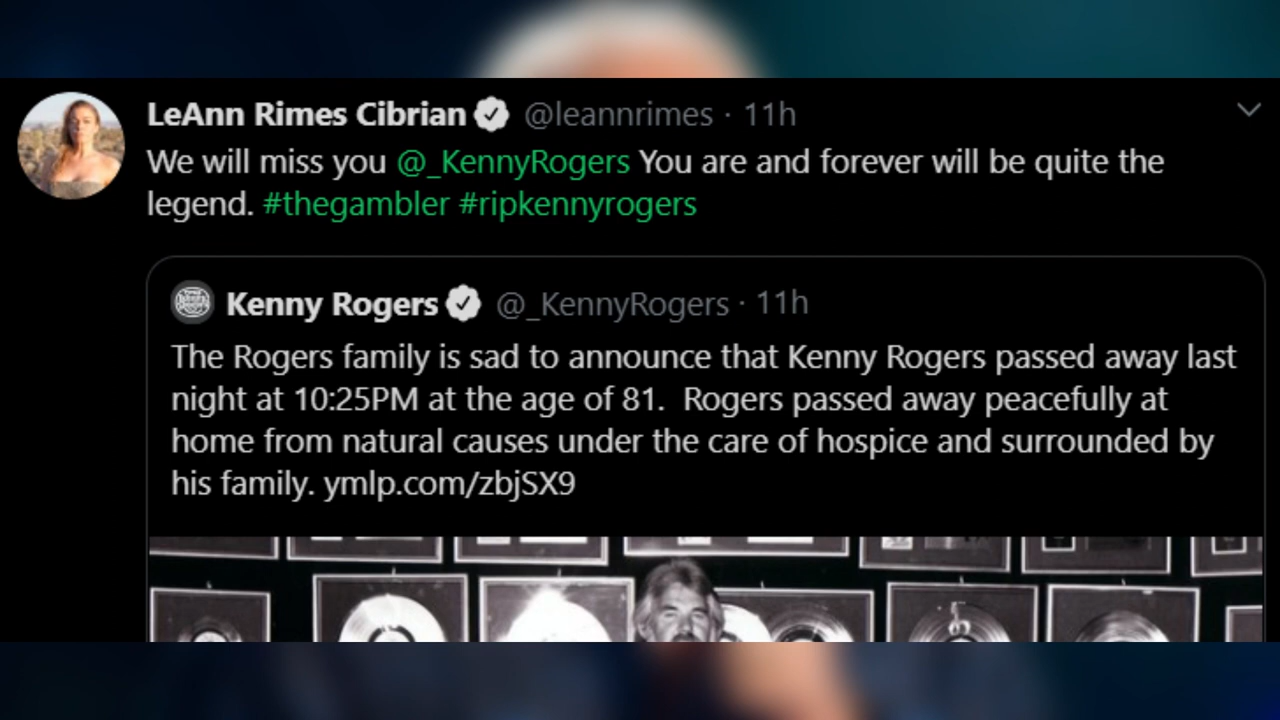 LeAnn Rimes Cibrian @leannrimes · 11h
We will miss you @_KennyRogers You are and forever will be quite the
legend. #thegambler #ripkennyrogers
Kenny Rogers @_KennyRogers · 11h
The Rogers family is sad to announce that Kenny Rogers passed away last
night at 10:25PM at the age of 81.  Rogers passed away peacefully at
home from natural causes under the care of hospice and surrounded by
his family. ymlp.com/zbjSX9